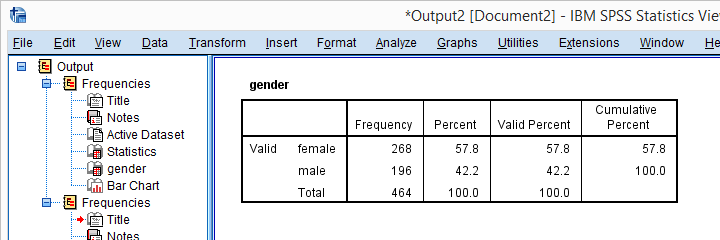 *Output2 [Document2] - IBM SPSS Statistics View
File Edit View Data Transform Insert Format Analyze Graphs Utilities Extensions Window He
Output
Frequencies
Title
Notes
Active Dataset
Statistics
gender
Bar Chart
Frequencies
Title
Notes
gender
Frequency Percent Valid Percent Cumulative Percent
Valid female 268 57.8 57.8 57.8
male 196 42.2 42.2 100.0
Total 464 100.0 100.0